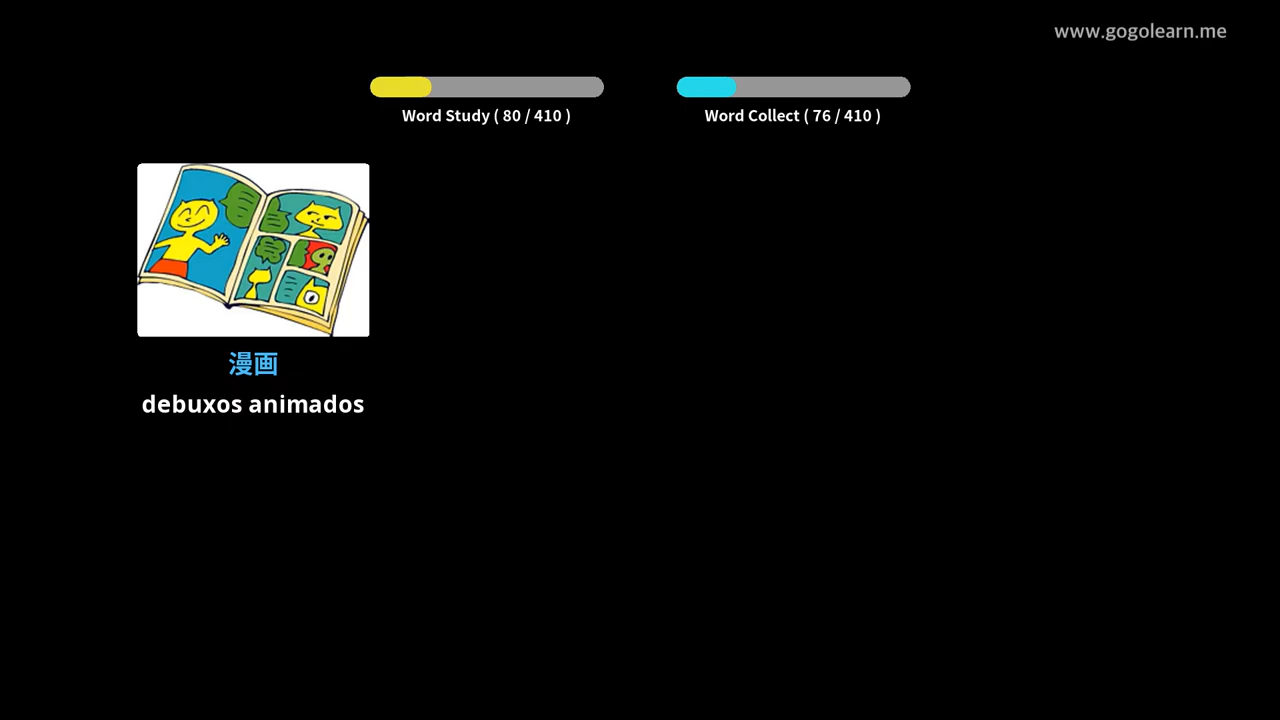 www.gogolearn.me
Word Study ( 80 / 410 )
Word Collect ( 76 / 410 )
漫画
debuxos animados